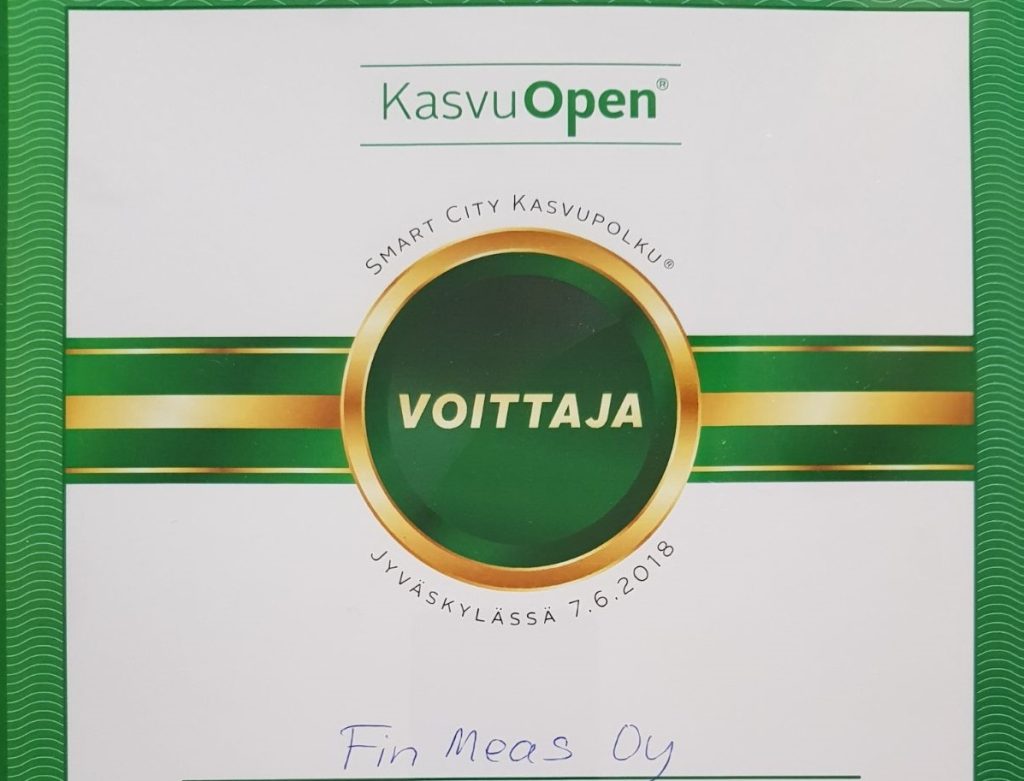 KasvuOpen®
Smart City Kasvupolku®
VOITTAJA
Jyväskylässä 7.6.2018
Fin Meas Oy